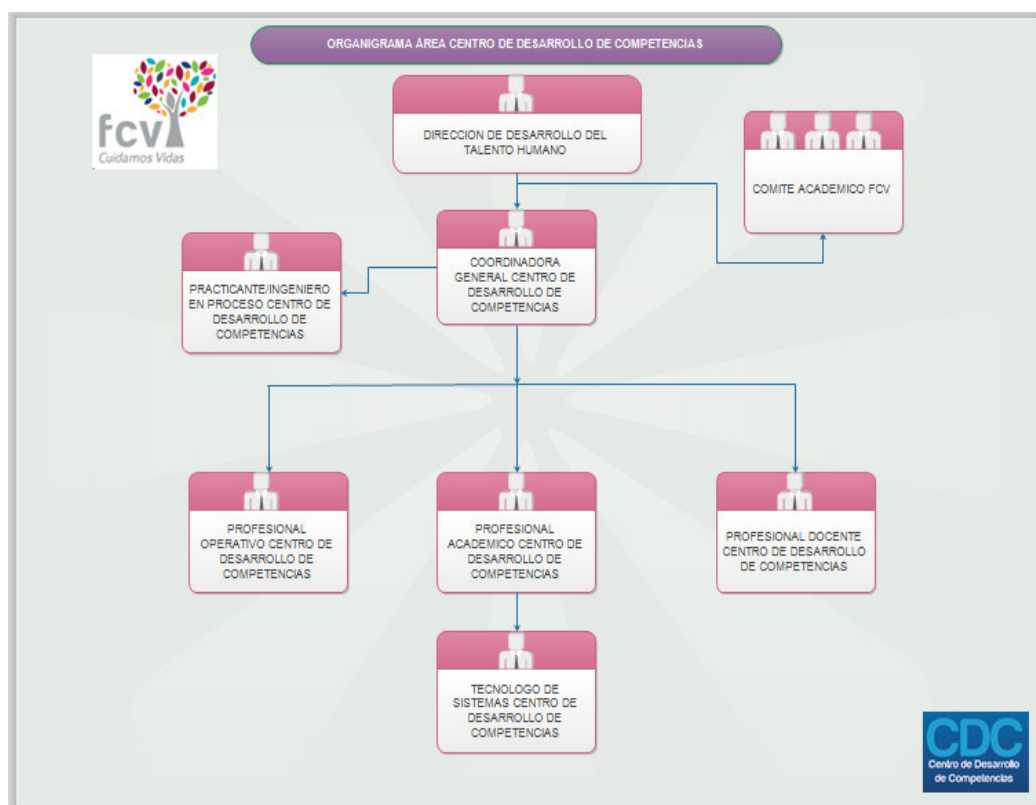 ORGANIGRAMA ÁREA CENTRO DE DESARROLLO DE COMPETENCIAS
fcv
Cuidamos Vidas
DIRECCION DE DESARROLLO DEL
TALENTO HUMANO
COMITE ACADEMICO FCV
COORDINADORA
GENERAL CENTRO DE
DESARROLLO DE
COMPETENCIAS
PRACTICANTE/INGENIERO
EN PROCESO CENTRO DE
DESARROLLO DE
COMPETENCIAS
PROFESIONAL
OPERATIVO CENTRO DE
DESARROLLO DE
COMPETENCIAS
PROFESIONAL
ACADEMICO CENTRO DE
DESARROLLO DE
COMPETENCIAS
PROFESIONAL DOCENTE
CENTRO DE DESARROLLO
DE COMPETENCIAS
TECNOLOGO DE
SISTEMAS CENTRO DE
DESARROLLO DE
COMPETENCIAS
CDC
Centro de Desarrollo
de Competencias